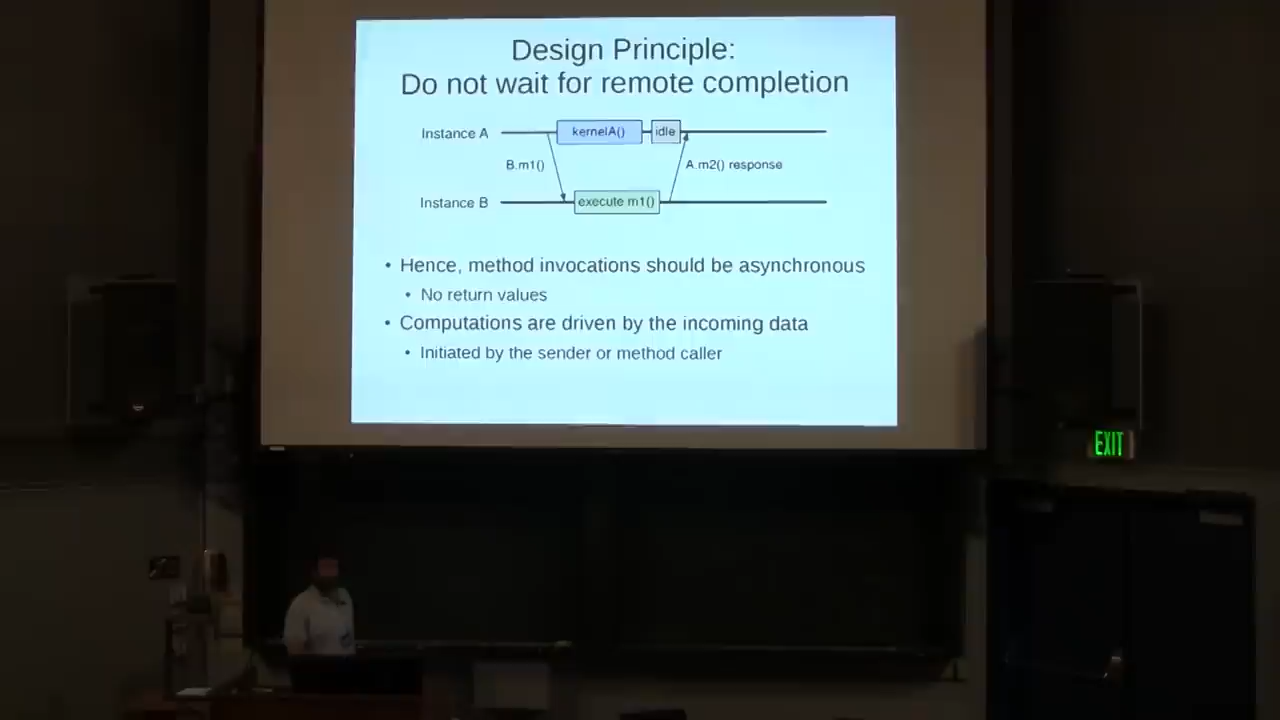 Design Principle:
Do not wait for remote completion
Instance A
kernelA()
idle
B.m1()
A.m2() response
Instance B
execute m1()
• Hence, method invocations should be asynchronous
• No return values
• Computations are driven by the incoming data
• Initiated by the sender or method caller
EXIT